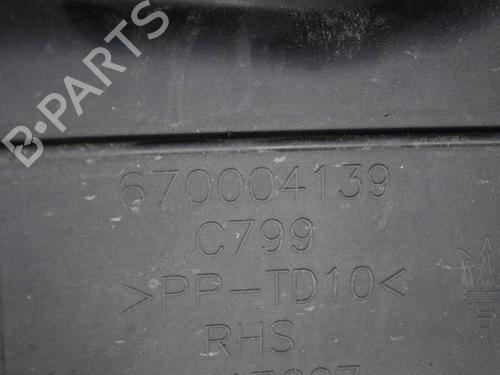 B-PARTS
670004139
C799
>PP-TD10<
RHS